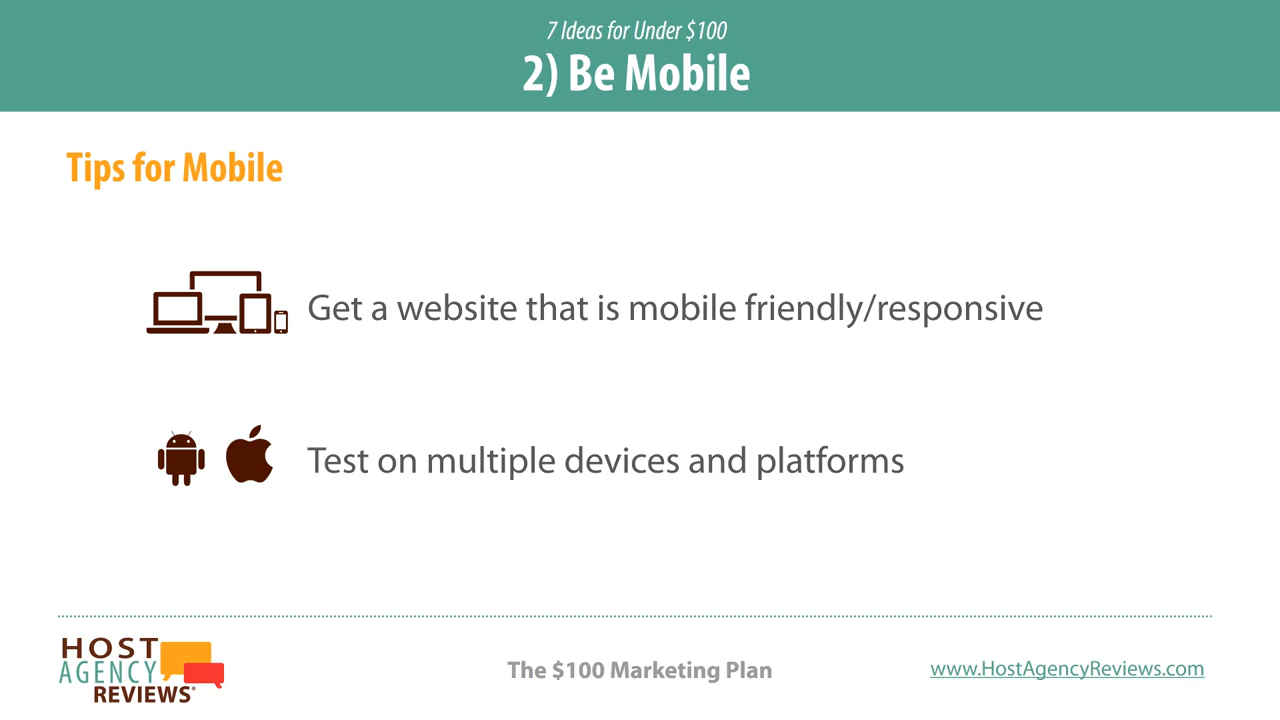 7 Ideas for Under $100
2) Be Mobile
Tips for Mobile
Get a website that is mobile friendly/responsive
Test on multiple devices and platforms
HOST
AGENCY
REVIEWS®
The $100 Marketing Plan
www.HostAgencyReviews.com